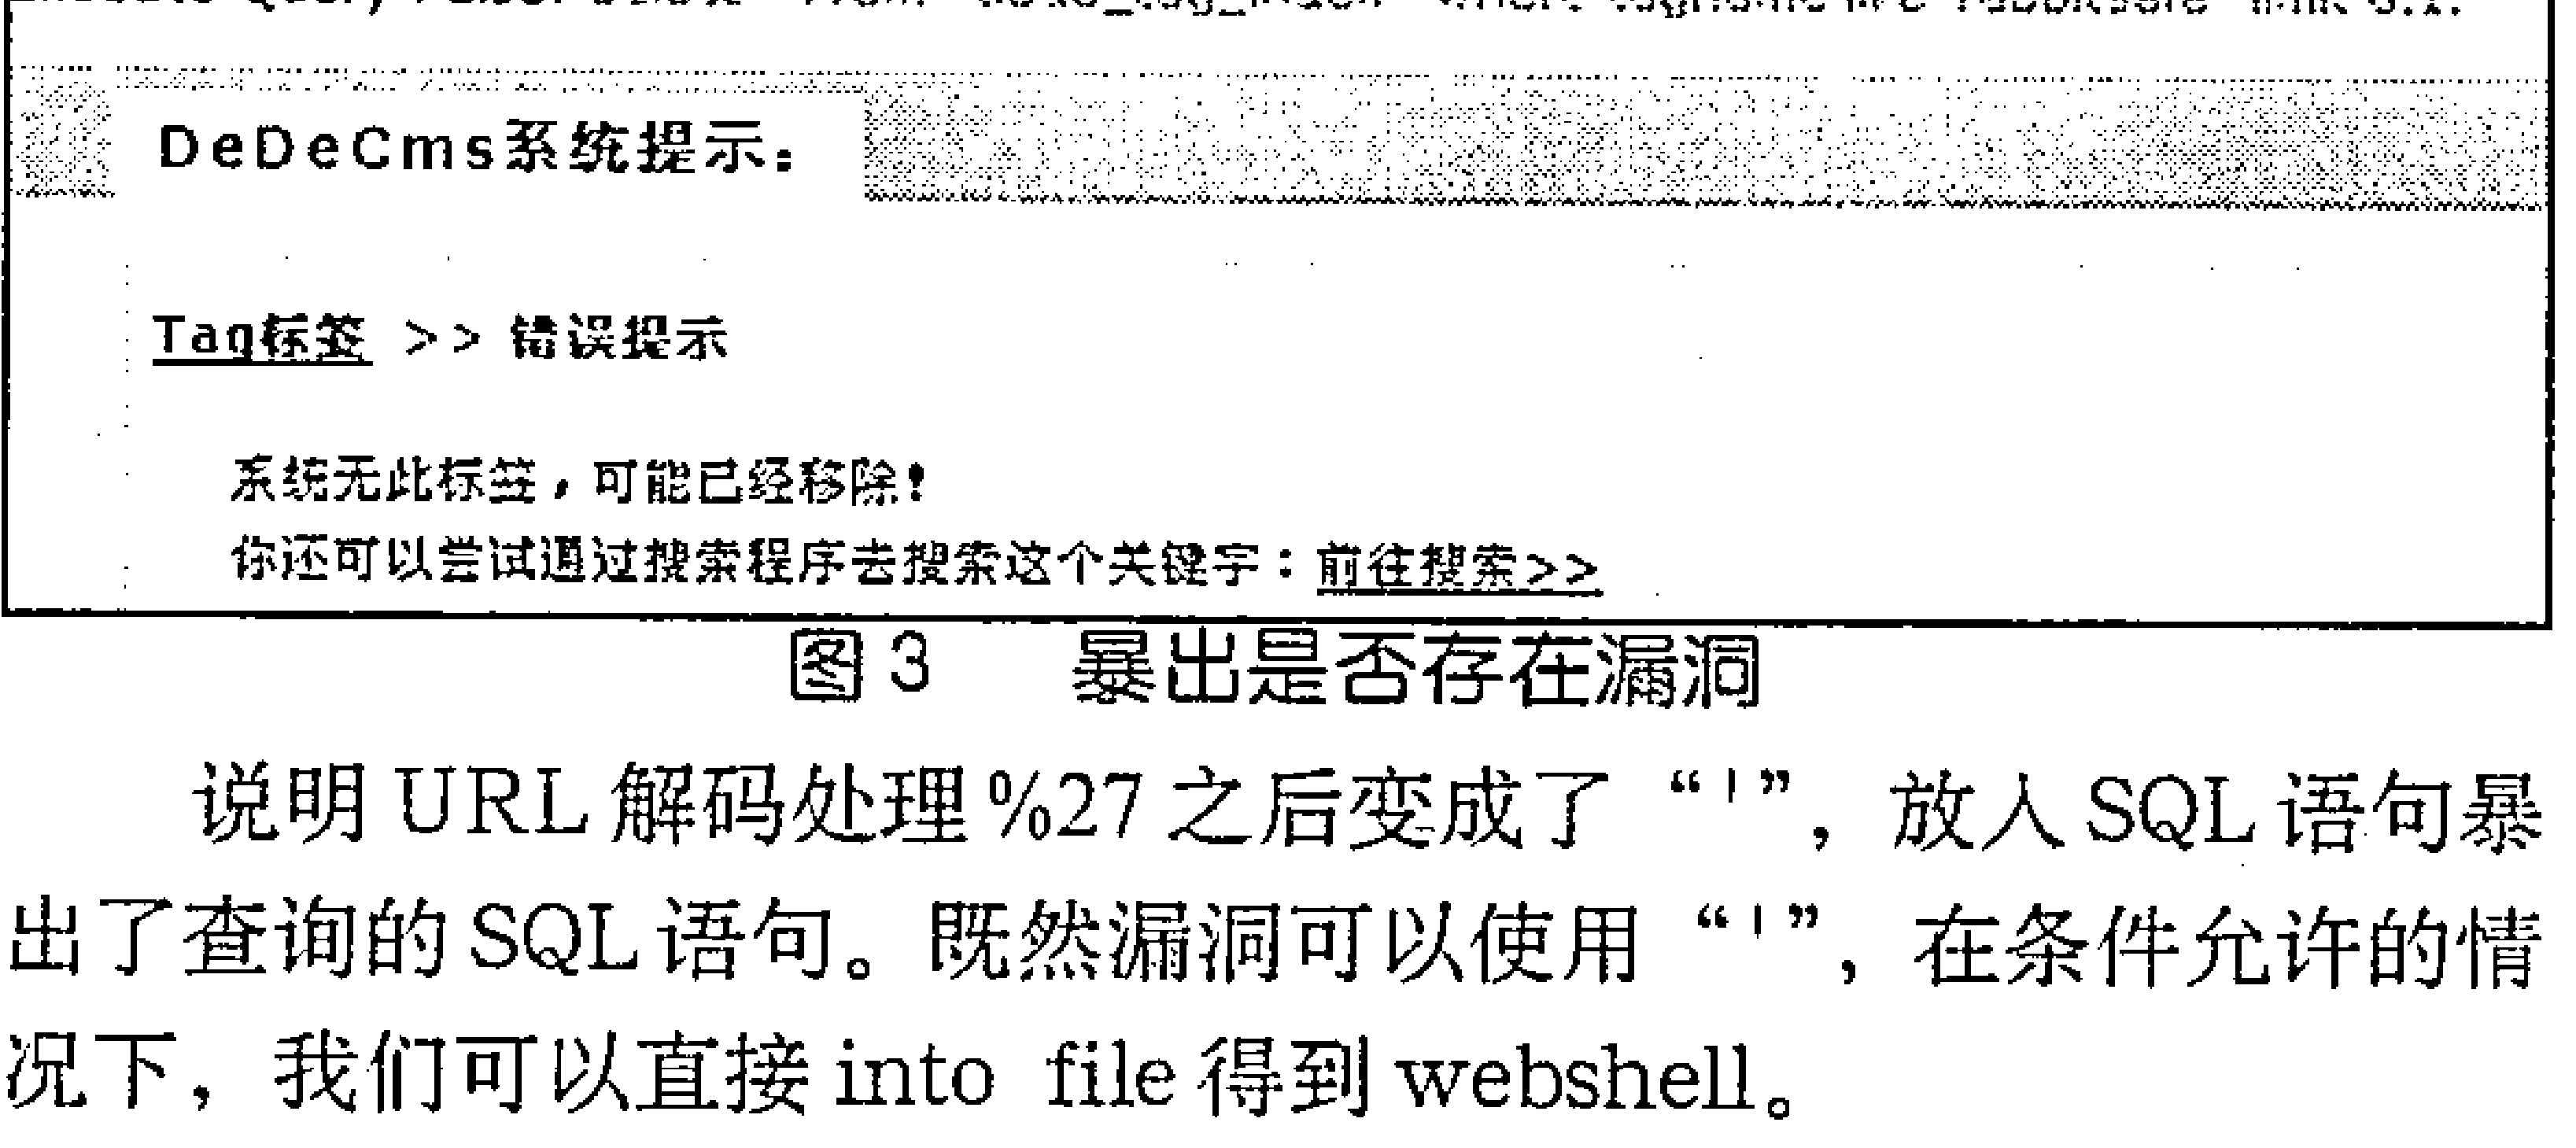 DeDeCms系统提示：
Tag标签 >> 错误提示
系统无此标签，可能已经移除！
你还可以尝试通过搜索程序去搜索这个关键字：前往搜索>>
图3 暴出是否存在漏洞
说明URL解码处理%27之后变成了“'”，放入SQL语句暴
出了查询的SQL语句。既然漏洞可以使用“'”，在条件允许的情
况下，我们可以直接into file得到webshell。